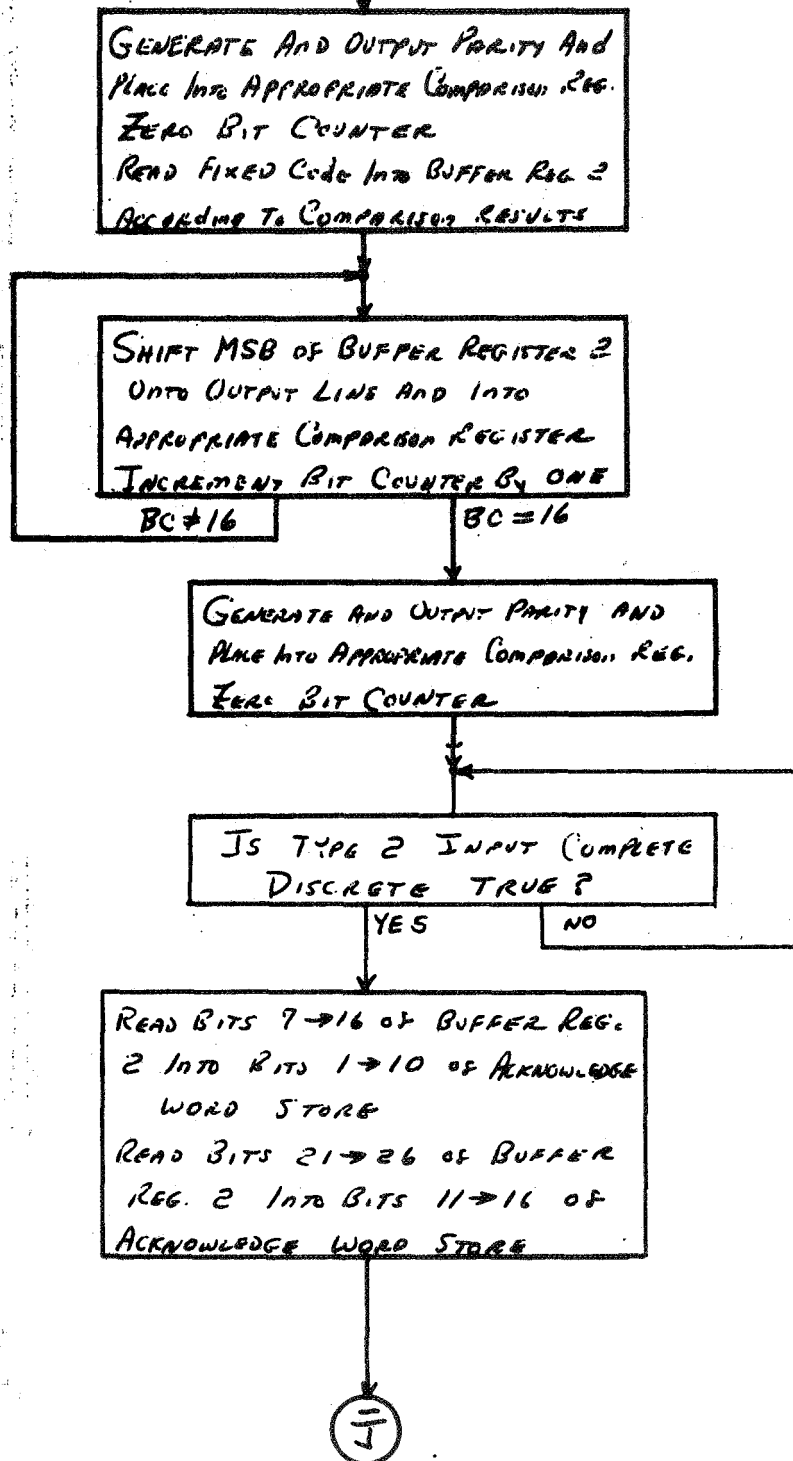 GENERATE AND OUTPUT PARITY AND
PLACE INTO APPROPRIATE COMPARISON REG.
ZERO BIT COUNTER
READ FIXED CODE INTO BUFFER REG 2
ACCORDING TO COMPARISON RESULTS
SHIFT MSB OF BUFFER REGISTER 2
ONTO OUTPUT LINE AND INTO
APPROPRIATE COMPARISON REGISTER
INCREMENT BIT COUNTER BY ONE
BC≠16 BC=16
GENERATE AND OUTPUT PARITY AND
PLACE INTO APPROPRIATE COMPARISON REG.
ZERO BIT COUNTER
IS TYPE 2 INPUT COMPLETE
DISCRETE TRUE?
YES NO
READ BITS 7→16 OF BUFFER REG.
2 INTO BITS 1→10 OF ACKNOWLEDGE
WORD STORE
READ BITS 21→26 OF BUFFER
REG. 2 INTO BITS 11→16 OF
ACKNOWLEDGE WORD STORE